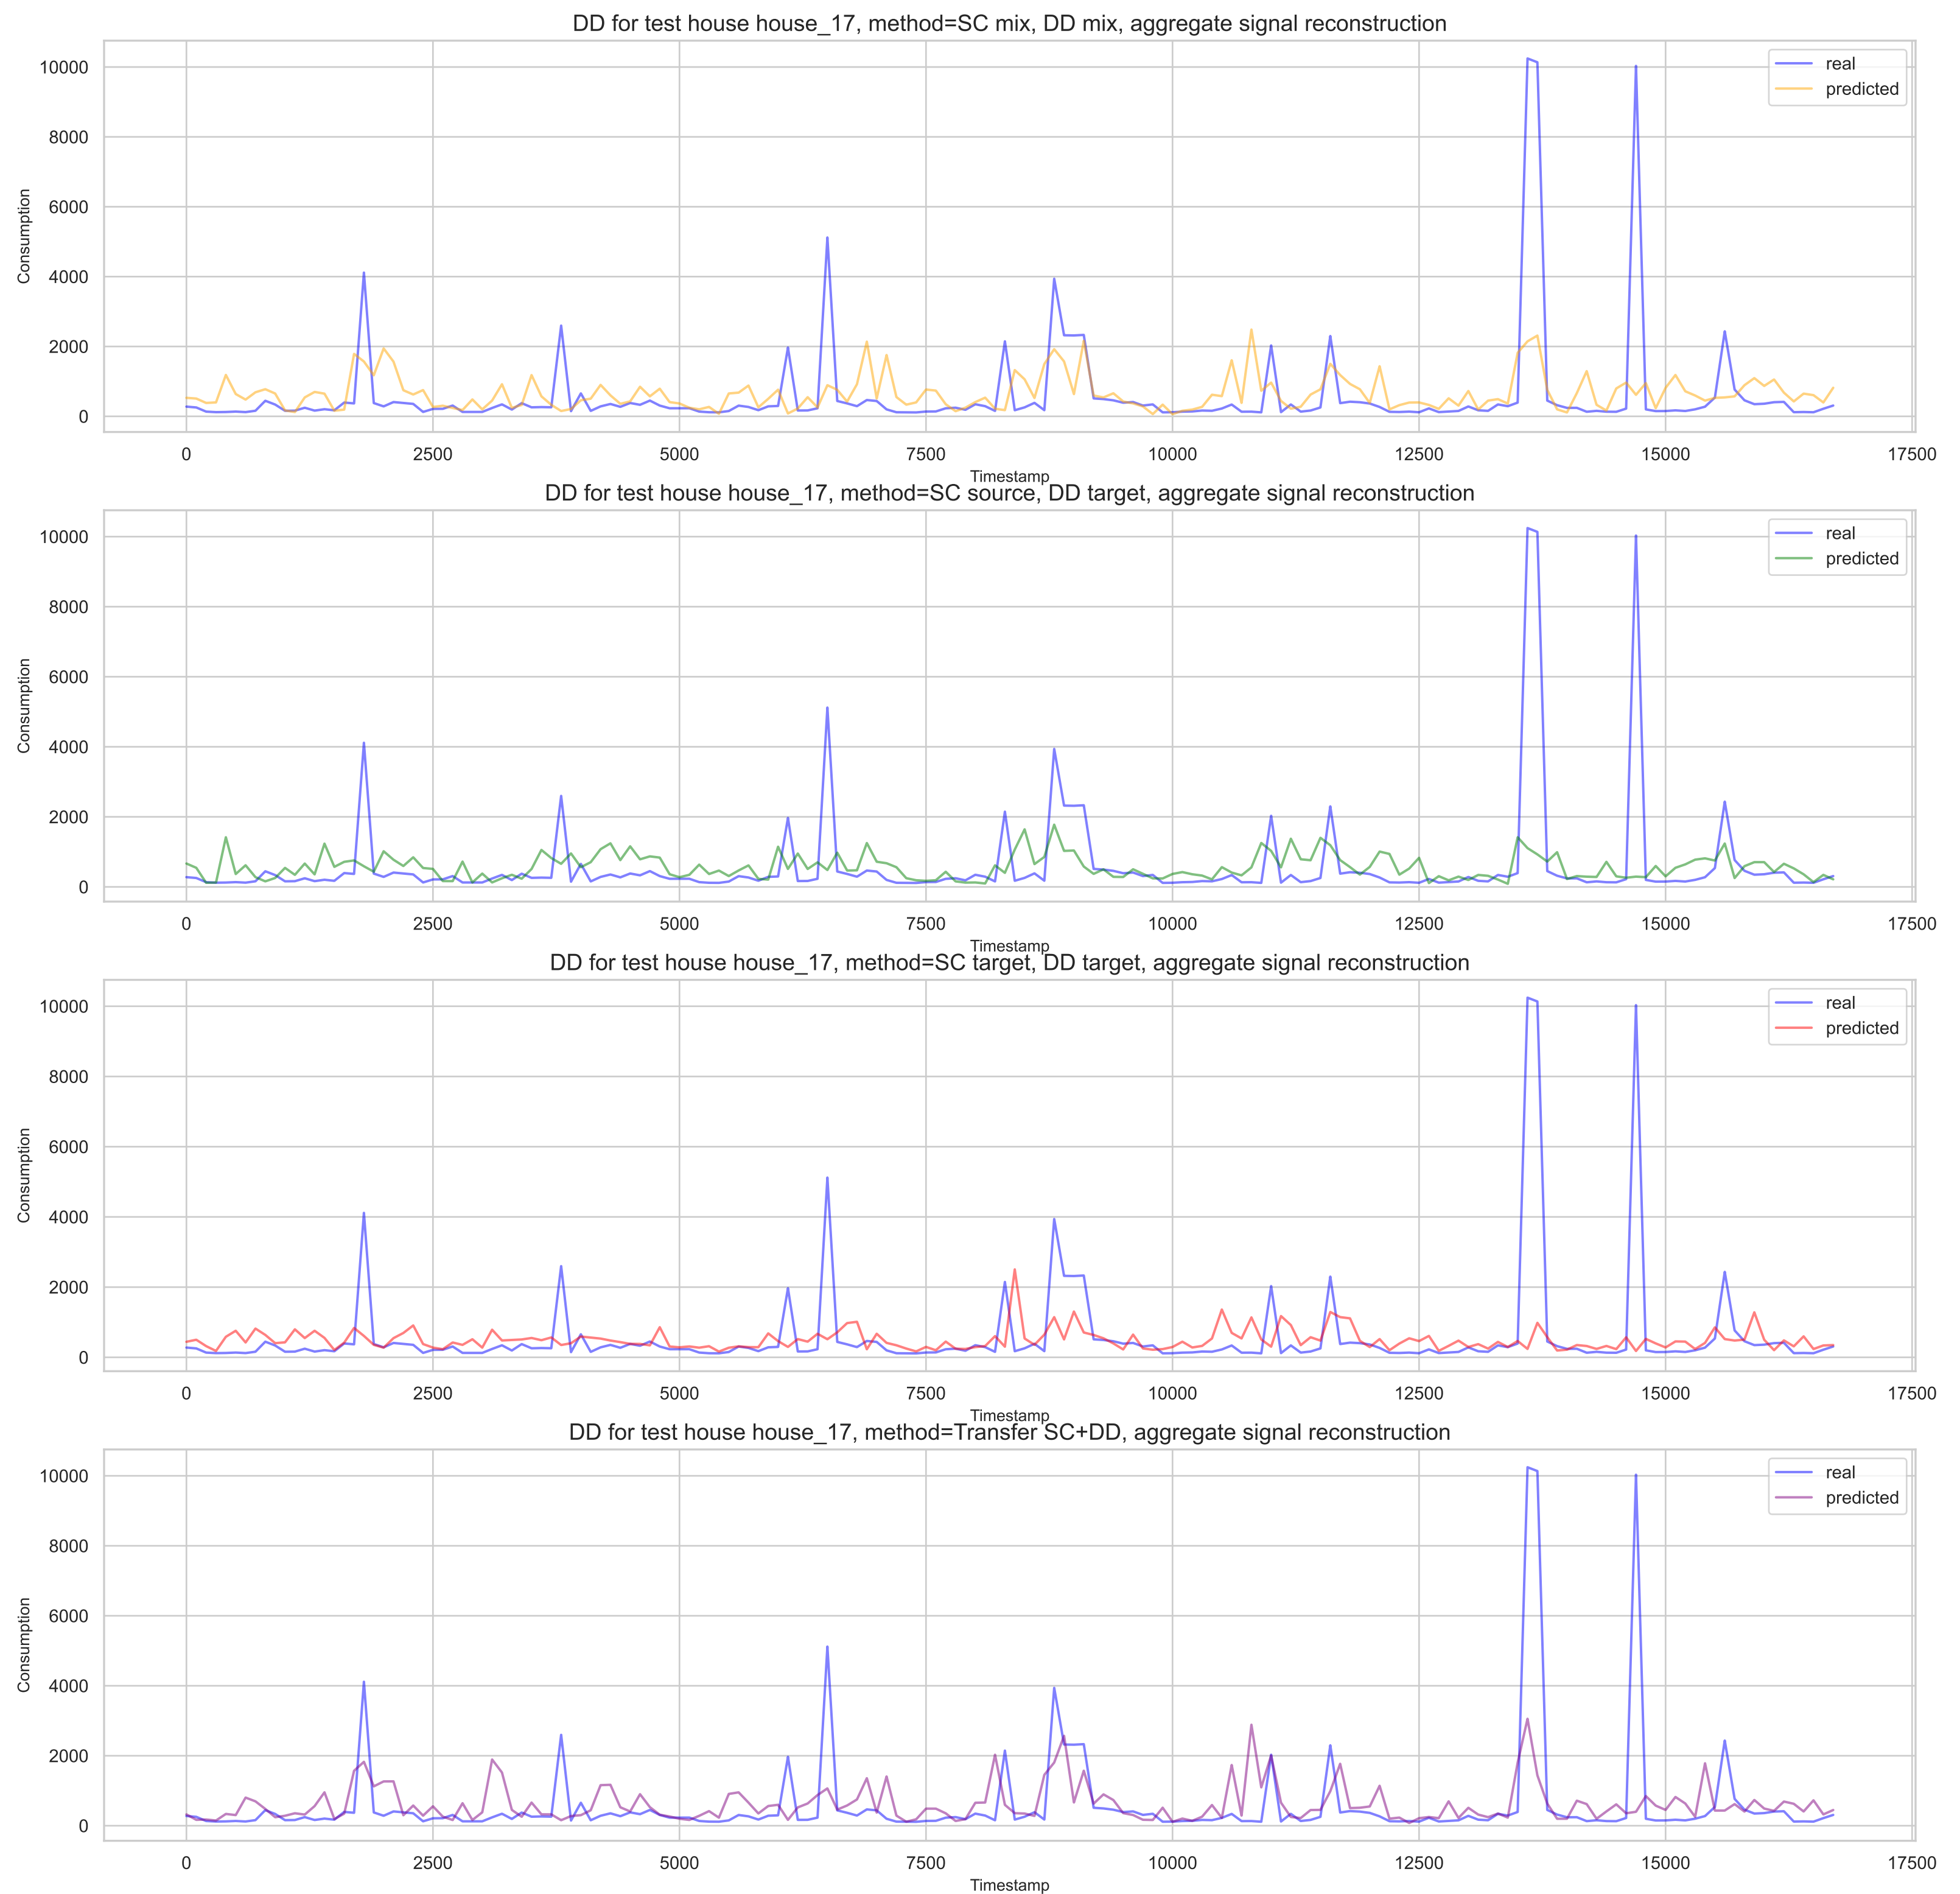 DD for test house house_17, method=SC mix, DD mix, aggregate signal reconstruction
10000
8000
6000
4000
2000
0
Consumption
real
predicted
0 2500 5000 7500 10000 12500 15000 17500
Timestamp
DD for test house house_17, method=SC source, DD target, aggregate signal reconstruction
10000
8000
6000
4000
2000
0
Consumption
real
predicted
0 2500 5000 7500 10000 12500 15000 17500
Timestamp
DD for test house house_17, method=SC target, DD target, aggregate signal reconstruction
10000
8000
6000
4000
2000
0
Consumption
real
predicted
0 2500 5000 7500 10000 12500 15000 17500
Timestamp
DD for test house house_17, method=Transfer SC+DD, aggregate signal reconstruction
10000
8000
6000
4000
2000
0
Consumption
real
predicted
0 2500 5000 7500 10000 12500 15000 17500
Timestamp